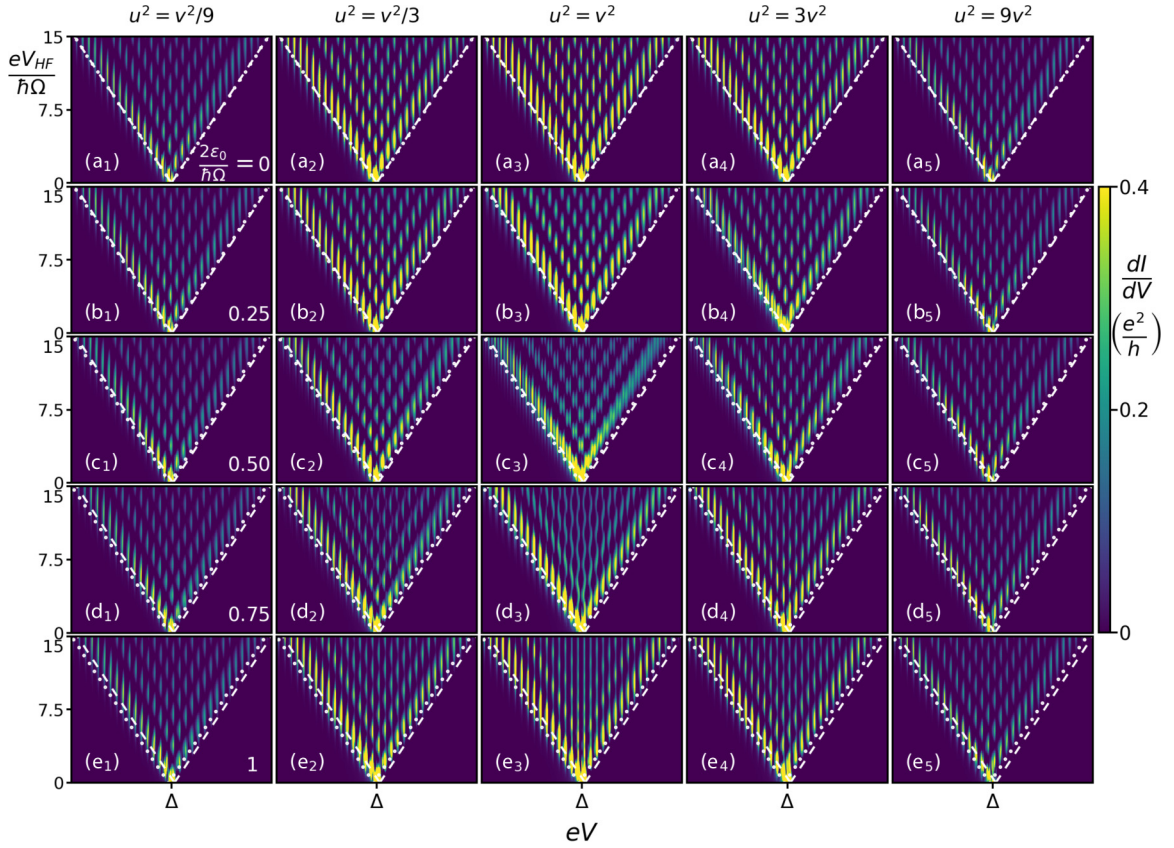 u² = v²/9 u² = v²/3 u² = v² u² = 3v² u² = 9v²
eV_HF / ħΩ
15
7.5
0
(a₁) 2ε₀/ħΩ = 0 (a₂) (a₃) (a₄) (a₅)
15
7.5
0
(b₁) 0.25 (b₂) (b₃) (b₄) (b₅)
15
7.5
0
(c₁) 0.50 (c₂) (c₃) (c₄) (c₅)
15
7.5
0
(d₁) 0.75 (d₂) (d₃) (d₄) (d₅)
15
7.5
0
(e₁) 1 (e₂) (e₃) (e₄) (e₅)
Δ Δ Δ Δ Δ
eV
0.4
0.2
0
dI/dV
(e²/h)